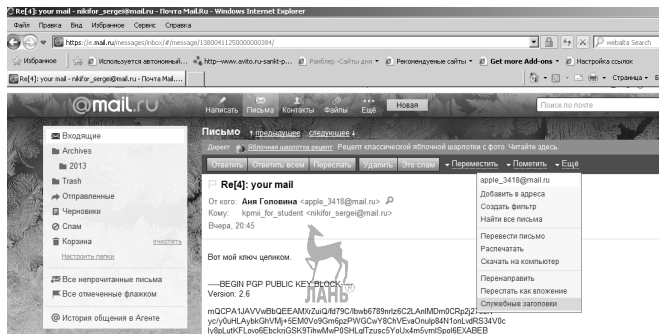 Re[4]: your mail - nikifor_sergei@mail.ru - Почта Mail.Ru - Windows Internet Explorer
Файл Правка Вид Избранное Сервис Справка
https://e.mail.ru/messages/inbox/#/message/13800411250000000384/
webalta Search
Избранное Используется автономный... http--www.avito.ru-sankt-p... Рамблер -Сайты дня Рекомендуемые сайты Get more Add-ons Настройка ссылок
Re[4]: your mail - nikifor_sergei@mail.ru - Почта Mail....
Страница
@mail.ru
Написать Письма Контакты Файлы Ещё Новая Поиск по почте
Входящие
Archives
2013
Trash
Отправленные
Черновики
Спам
Корзина очистить
Настроить папки
Все непрочитанные письма
Все отмеченные флажком
История общения в Агенте
Письмо ↑ предыдущее следующее ↓
Директ Яблочная шарлотка рецепт Рецепт классической яблочной шарлотки с фото. Читайте здесь.
Ответить Ответить всем Переслать Удалить Это спам Переместить Пометить Ещё
Re[4]: your mail
От кого: Аня Головина <apple_3418@mail.ru>
Кому: kpmii_for_student <nikifor_sergei@mail.ru>
Вчера, 20:45
apple_3418@mail.ru
Добавить в адреса
Создать фильтр
Найти все письма
Перевести письмо
Распечатать
Скачать на компьютер
Перенаправить
Переслать как вложение
Служебные заголовки
Вот мой ключ целиком.
-----BEGIN PGP PUBLIC KEY BLOCK-----
Version: 2.6
ЛАНЬ®